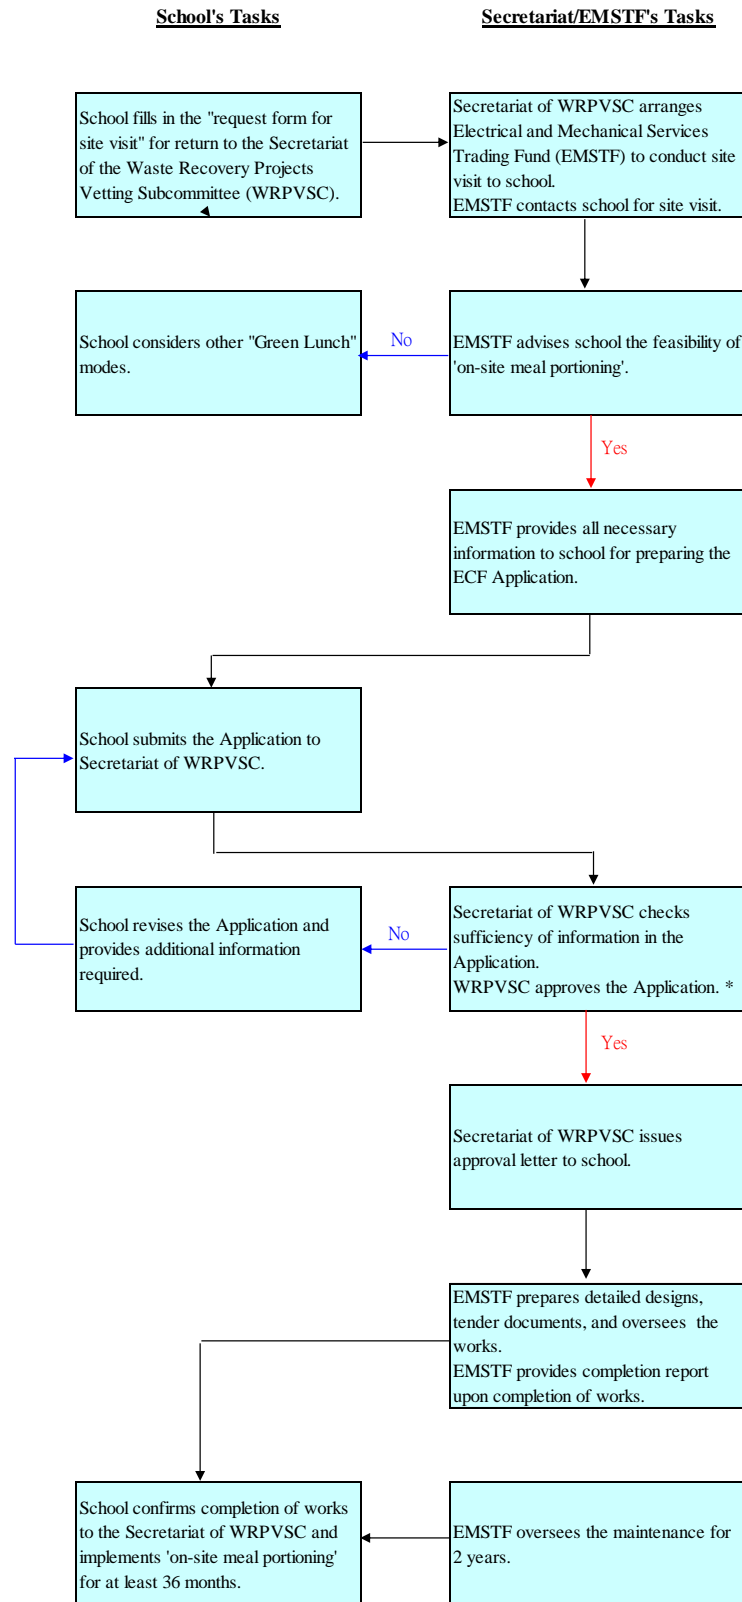 School's Tasks
Secretariat/EMSTF's Tasks
School fills in the "request form for
site visit" for return to the Secretariat
of the Waste Recovery Projects
Vetting Subcommittee (WRPVSC).
Secretariat of WRPVSC arranges
Electrical and Mechanical Services
Trading Fund (EMSTF) to conduct site
visit to school.
EMSTF contacts school for site visit.
School considers other "Green Lunch"
modes.
No
EMSTF advises school the feasibility of
'on-site meal portioning'.
Yes
EMSTF provides all necessary
information to school for preparing the
ECF Application.
School submits the Application to
Secretariat of WRPVSC.
School revises the Application and
provides additional information
required.
No
Secretariat of WRPVSC checks
sufficiency of information in the
Application.
WRPVSC approves the Application. *
Yes
Secretariat of WRPVSC issues
approval letter to school.
EMSTF prepares detailed designs,
tender documents, and oversees the
works.
EMSTF provides completion report
upon completion of works.
School confirms completion of works
to the Secretariat of WRPVSC and
implements 'on-site meal portioning'
for at least 36 months.
EMSTF oversees the maintenance for
2 years.